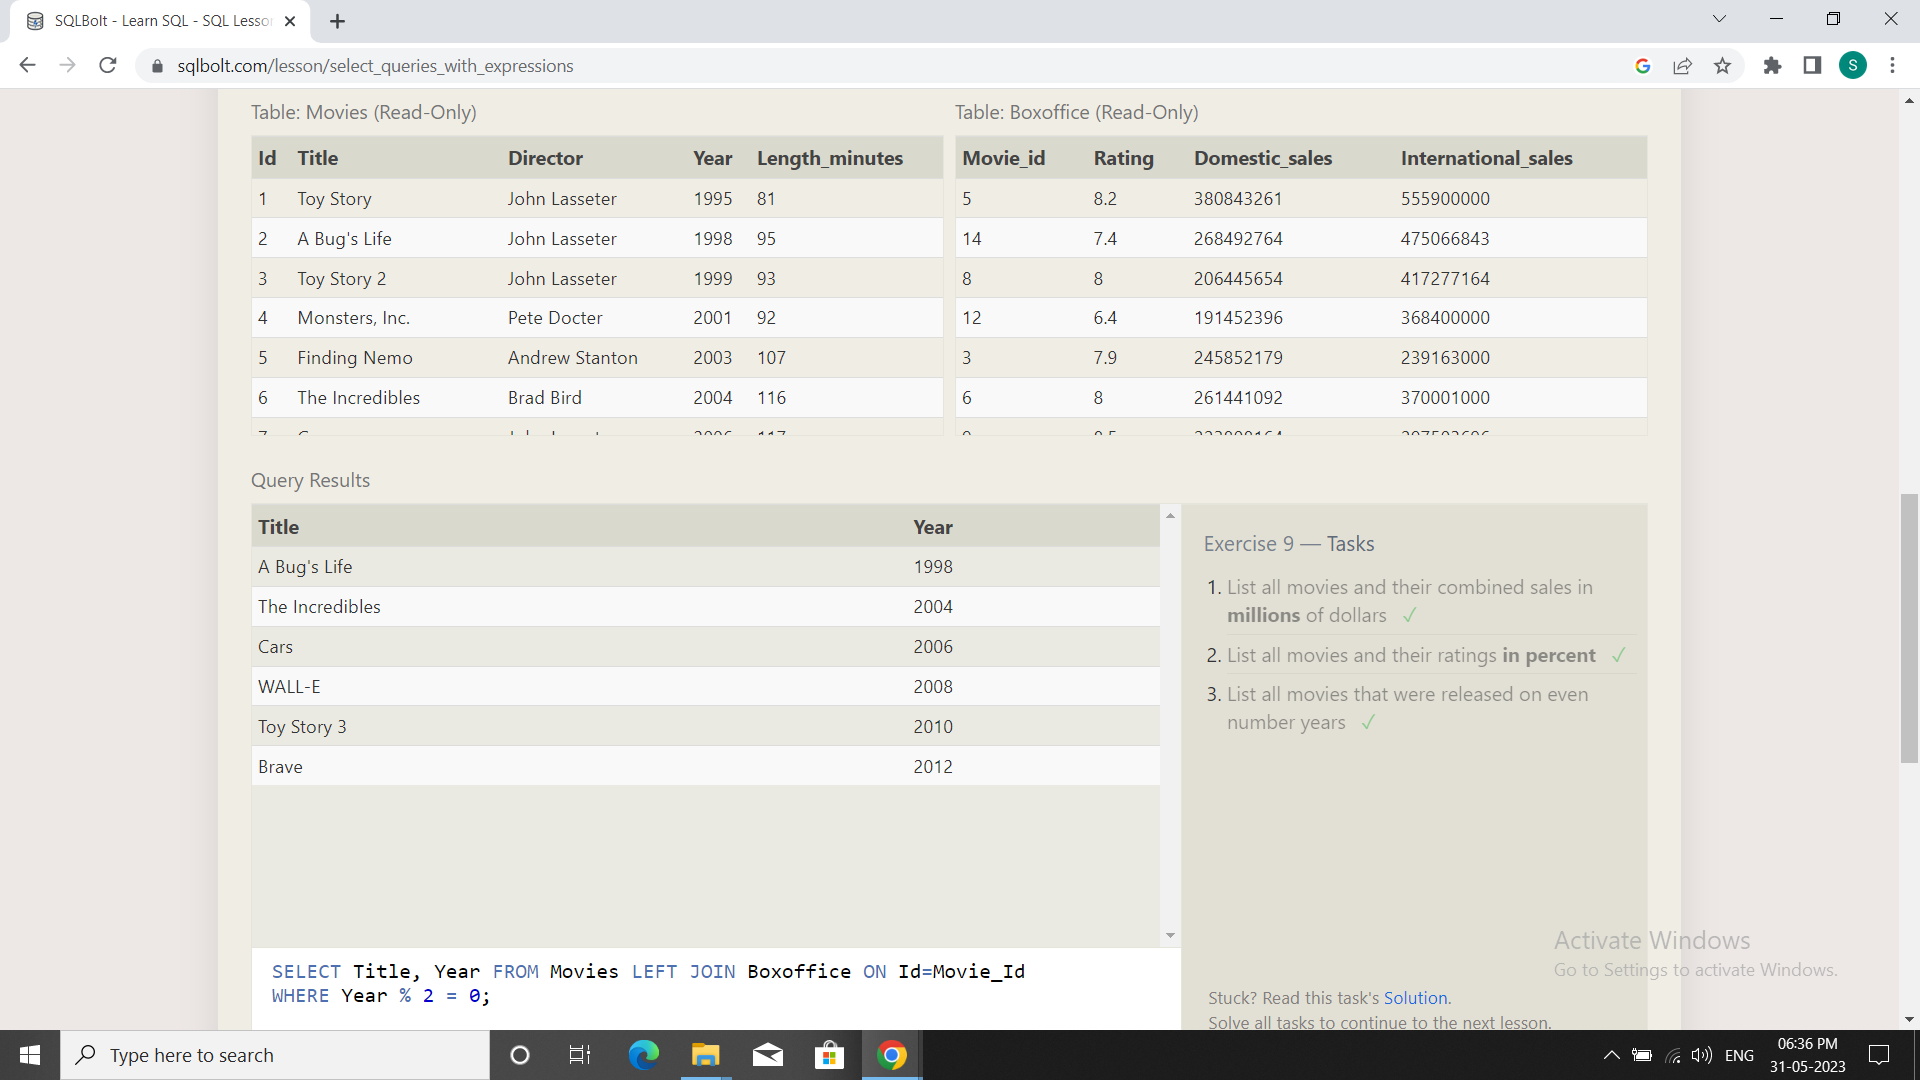 SQLBolt - Learn SQL - SQL Lesso
sqlbolt.com/lesson/select_queries_with_expressions
S
Table: Movies (Read-Only)
Id Title Director Year Length_minutes
1 Toy Story John Lasseter 1995 81
2 A Bug's Life John Lasseter 1998 95
3 Toy Story 2 John Lasseter 1999 93
4 Monsters, Inc. Pete Docter 2001 92
5 Finding Nemo Andrew Stanton 2003 107
6 The Incredibles Brad Bird 2004 116
Table: Boxoffice (Read-Only)
Movie_id Rating Domestic_sales International_sales
5 8.2 380843261 555900000
14 7.4 268492764 475066843
8 8 206445654 417277164
12 6.4 191452396 368400000
3 7.9 245852179 239163000
6 8 261441092 370001000
Query Results
Title Year
A Bug's Life 1998
The Incredibles 2004
Cars 2006
WALL-E 2008
Toy Story 3 2010
Brave 2012
SELECT Title, Year FROM Movies LEFT JOIN Boxoffice ON Id=Movie_Id
WHERE Year % 2 = 0;
Exercise 9 — Tasks
1. List all movies and their combined sales in
millions of dollars ✓
2. List all movies and their ratings in percent ✓
3. List all movies that were released on even
number years ✓
Activate Windows
Go to Settings to activate Windows.
Stuck? Read this task's Solution.
Solve all tasks to continue to the next lesson.
Type here to search
ENG
06:36 PM
31-05-2023